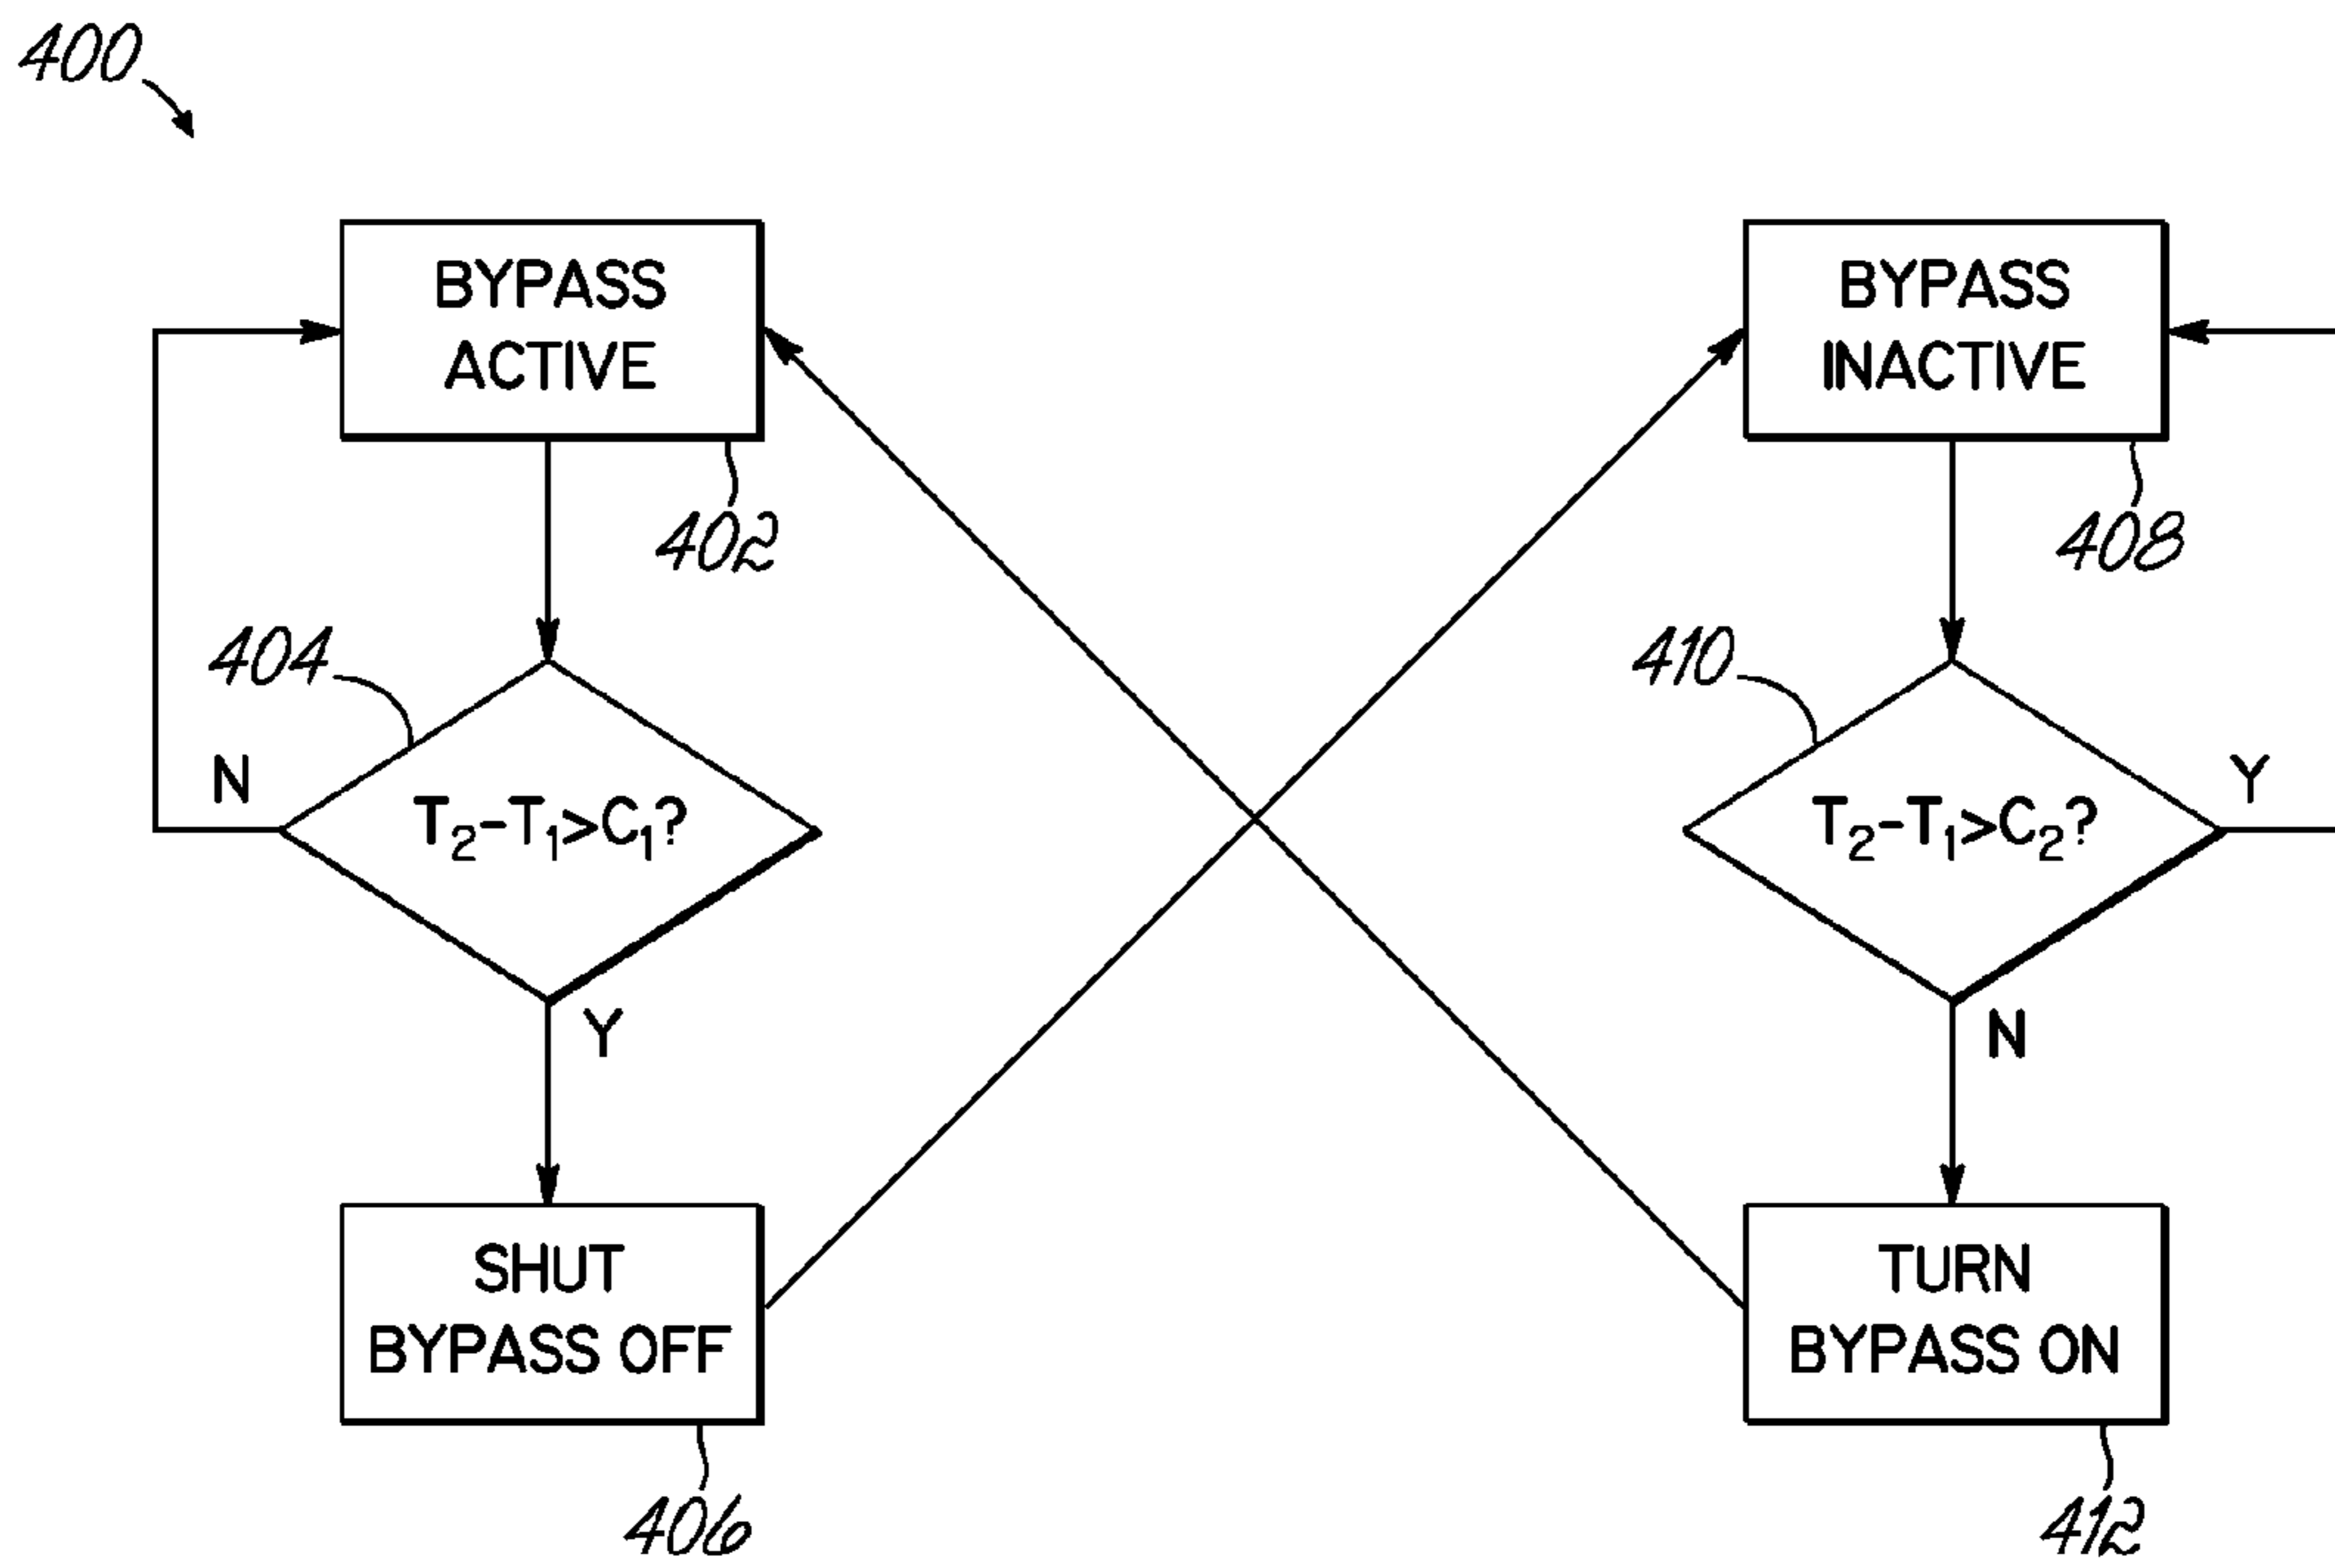 400
BYPASS
ACTIVE
402
404
N
T₂-T₁>C₁?
Y
SHUT
BYPASS OFF
406
BYPASS
INACTIVE
408
410
Y
T₂-T₁>C₂?
N
TURN
BYPASS ON
412